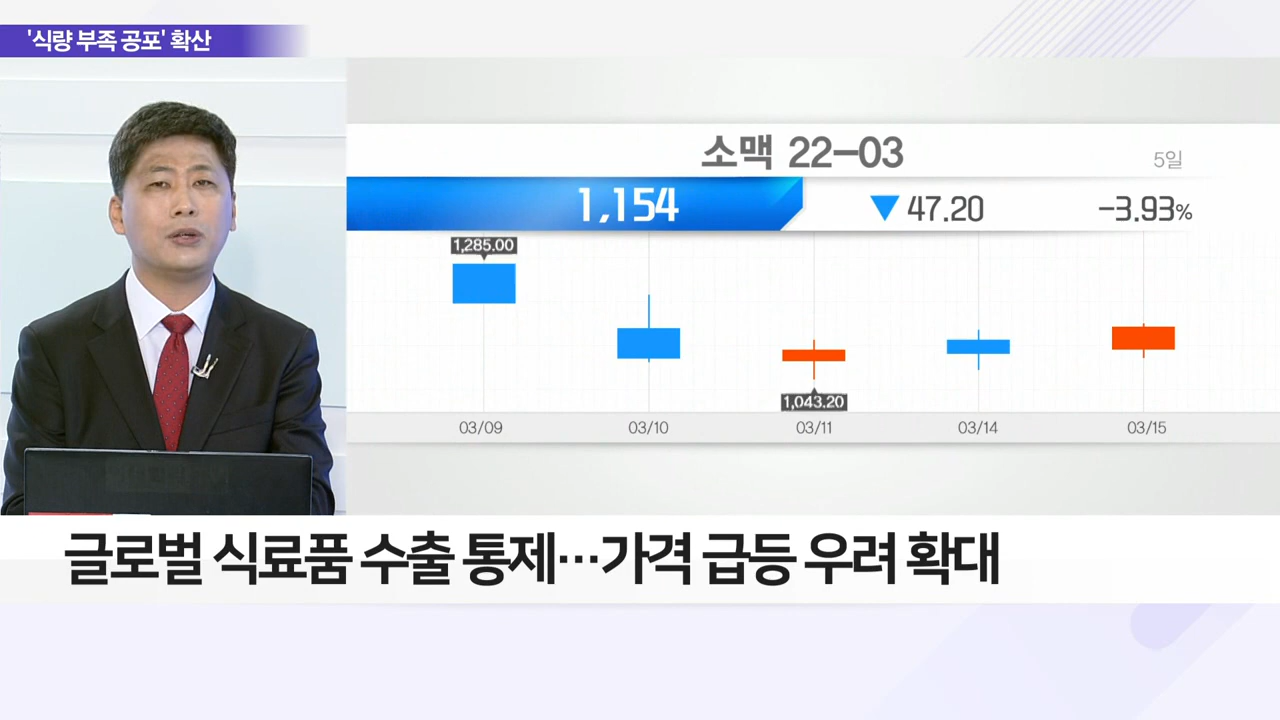 '식량 부족 공포' 확산
소맥 22-03
5일
1,154 ▼ 47.20 -3.93%
1,285.00
1,043.20
03/09 03/10 03/11 03/14 03/15
글로벌 식료품 수출 통제…가격 급등 우려 확대